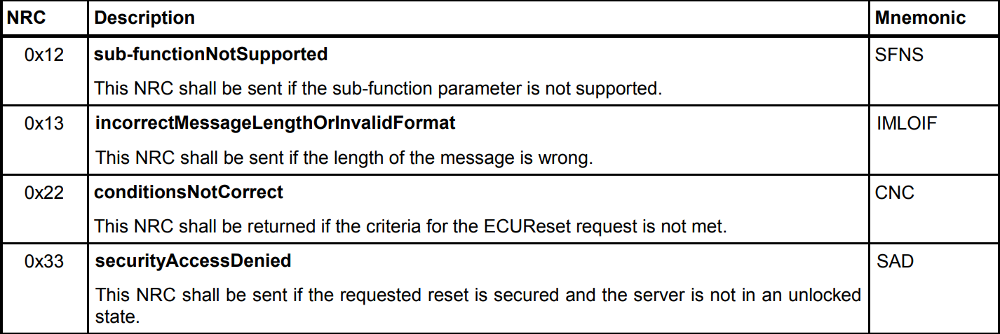 NRC Description Mnemonic
0x12 sub-functionNotSupported SFNS
This NRC shall be sent if the sub-function parameter is not supported.
0x13 incorrectMessageLengthOrInvalidFormat IMLOIF
This NRC shall be sent if the length of the message is wrong.
0x22 conditionsNotCorrect CNC
This NRC shall be returned if the criteria for the ECUReset request is not met.
0x33 securityAccessDenied SAD
This NRC shall be sent if the requested reset is secured and the server is not in an unlocked
state.